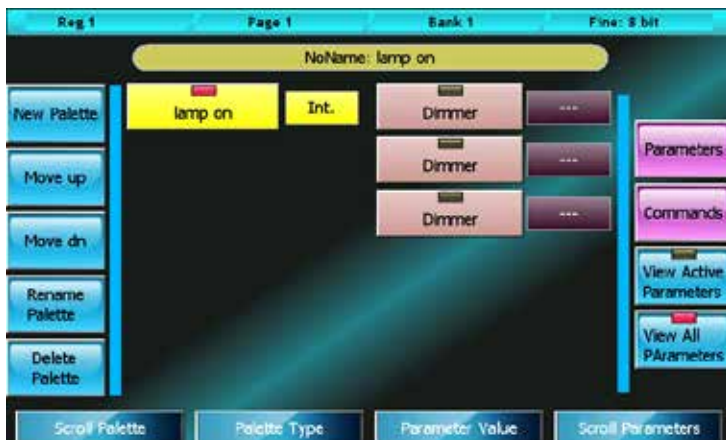 Reg 1 Page 1 Bank 1 Fine: 8 bit
NoName: lamp on
New Palette
lamp on Int. Dimmer ---
Move up
Dimmer ---
Parameters
Move dn
Dimmer ---
Commands
Rename
Palette
View Active
Parameters
Delete
Palette
View All
PArameters
Scroll Palette Palette Type Parameter Value Scroll Parameters